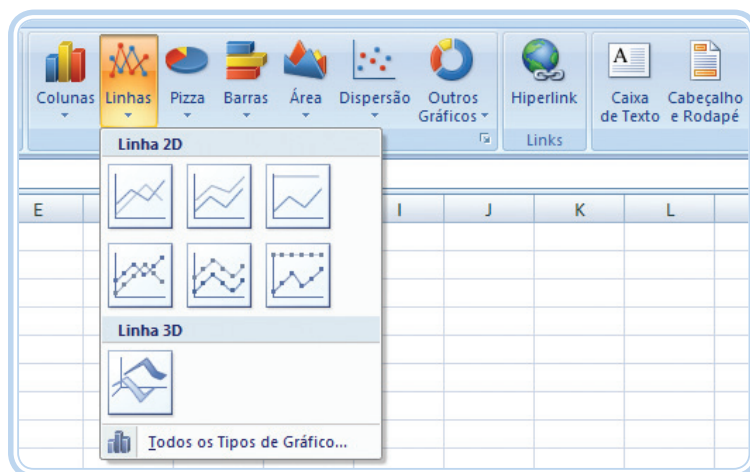 Colunas Linhas Pizza Barras Área Dispersão Outros Gráficos Hiperlink Caixa de Texto Cabeçalho e Rodapé
Links
Linha 2D
E I J K L
Linha 3D
Todos os Tipos de Gráfico...